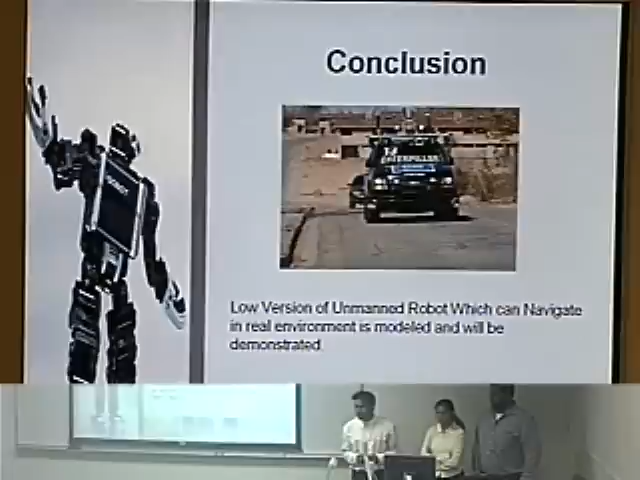 Conclusion
CATERPILLAR
ROBOT
Low Version of Unmanned Robot Which can Navigate
in real environment is modeled and will be
demonstrated